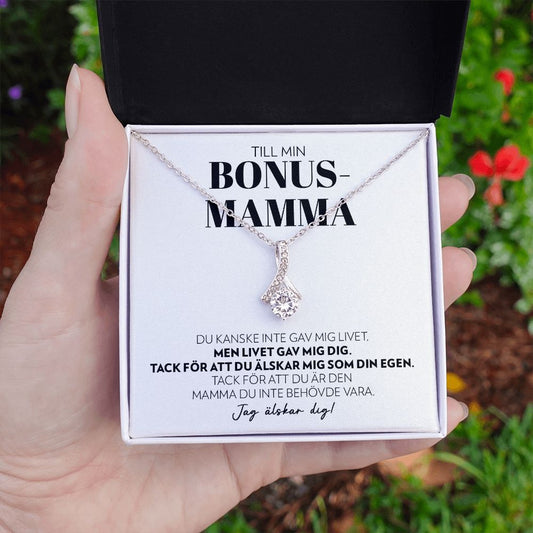 TILL MIN
BONUS-
MAMMA
DU KANSKE INTE GAV MIG LIVET,
MEN LIVET GAV MIG DIG.
TACK FÖR ATT DU ÄLSKAR MIG SOM DIN EGEN.
TACK FÖR ATT DU ÄR DEN
MAMMA DU INTE BEHÖVDE VARA.
Jag älskar dig!